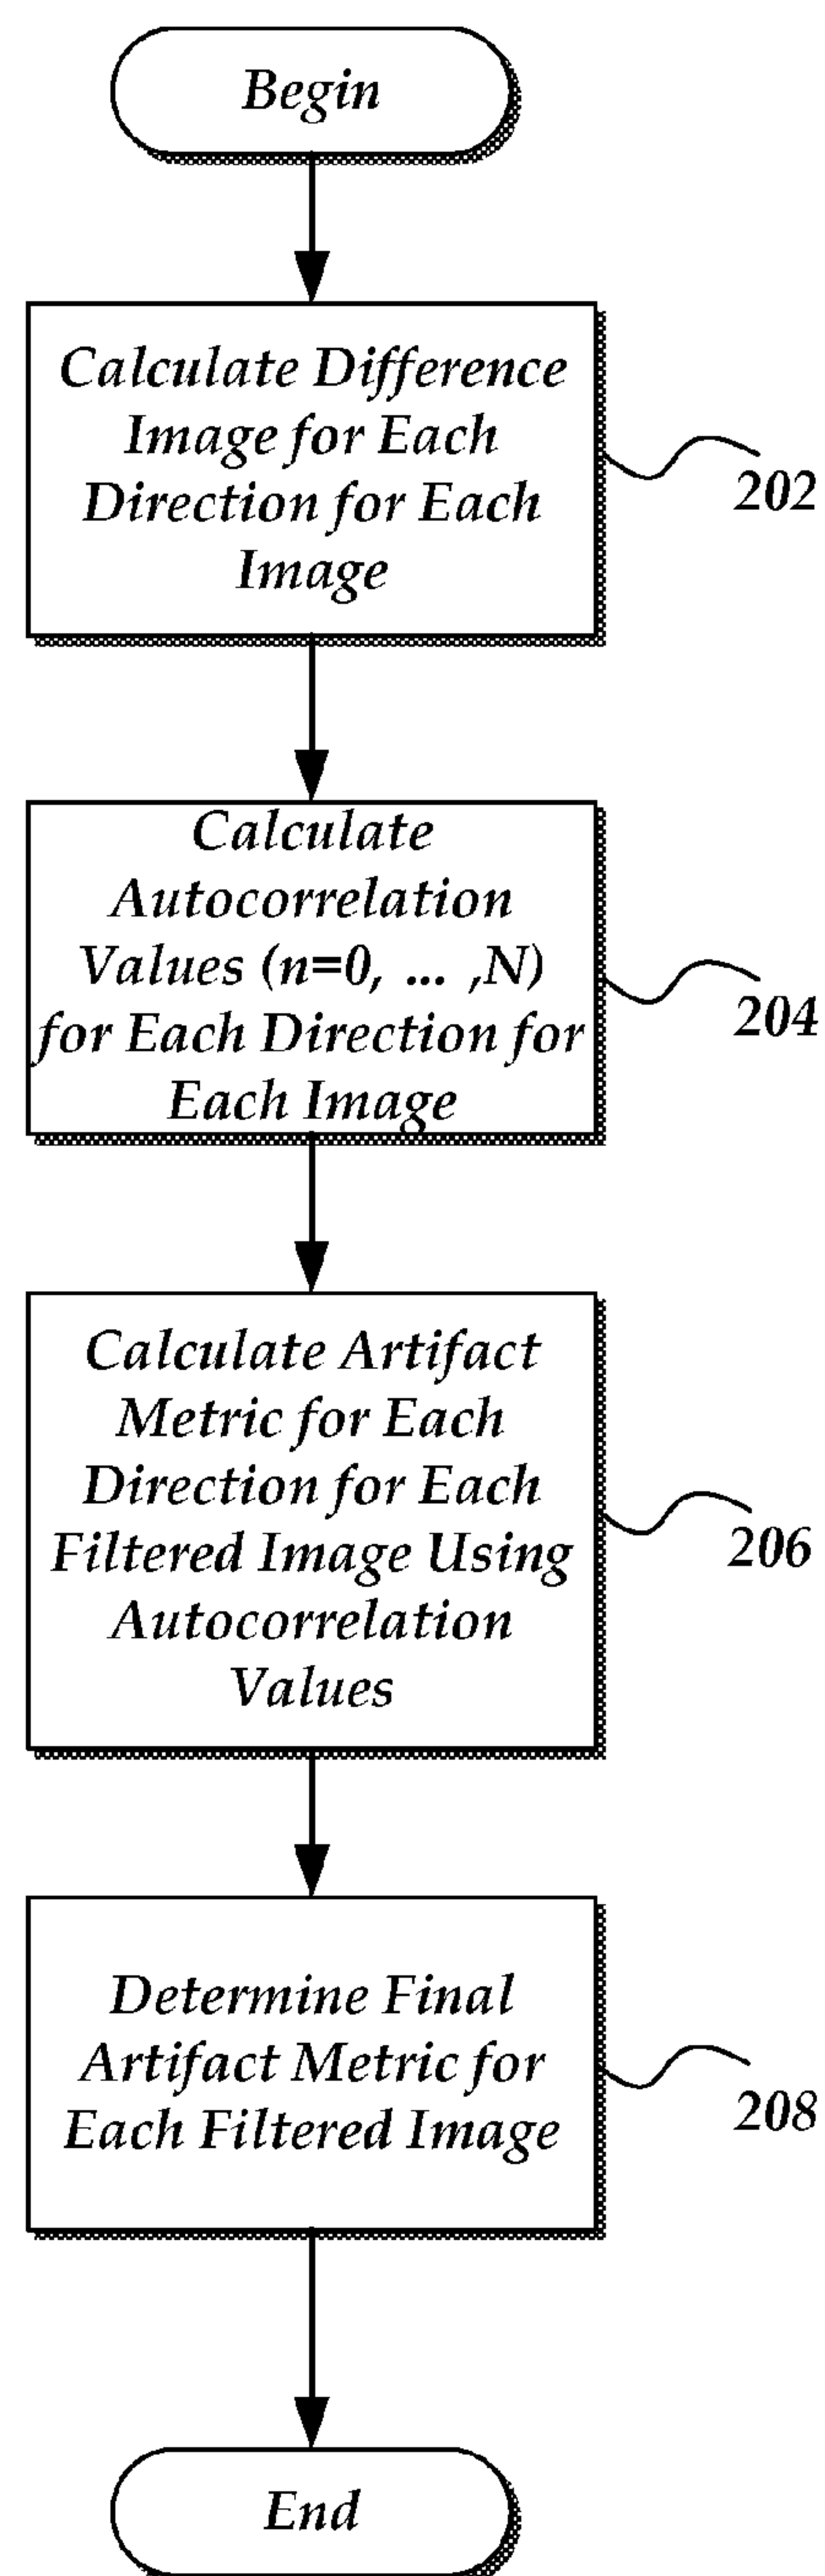 Begin
Calculate Difference
Image for Each
Direction for Each
Image
202
Calculate
Autocorrelation
Values (n=0, ... ,N)
for Each Direction for
Each Image
204
Calculate Artifact
Metric for Each
Direction for Each
Filtered Image Using
Autocorrelation
Values
206
Determine Final
Artifact Metric for
Each Filtered Image
208
End